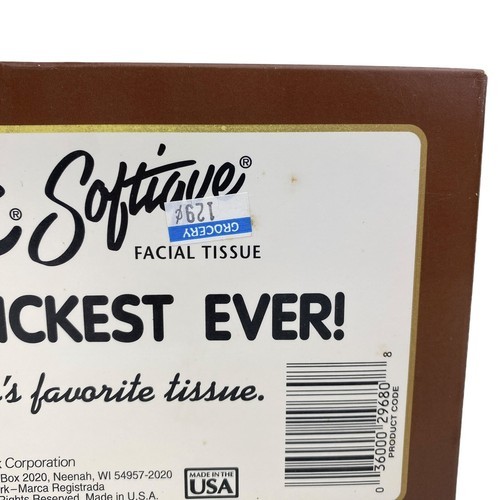 ® Softique®
GROCERY
129¢
FACIAL TISSUE
ICKEST EVER!
's favorite tissue.
Corporation
Box 2020, Neenah, WI 54957-2020
rk–Marca Registrada
Rights Reserved. Made in U.S.A.
MADE IN THE
USA
0 36000 29680 8
PRODUCT CODE